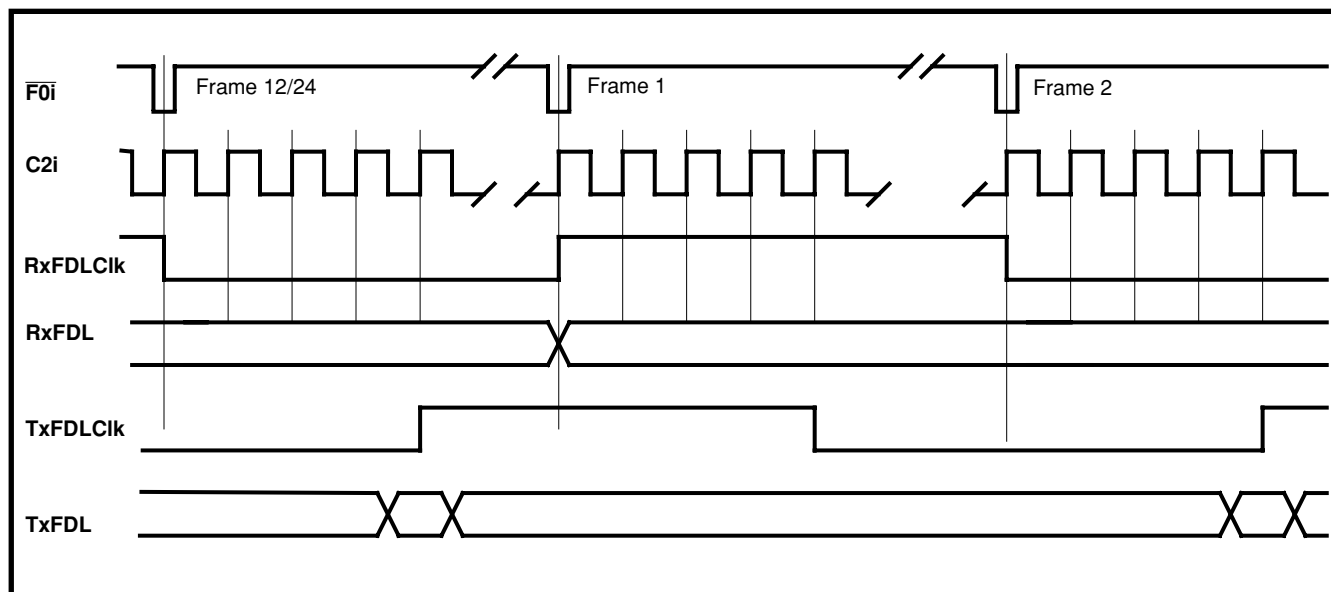 F0i
Frame 12/24
Frame 1
Frame 2
C2i
RxFDLClk
RxFDL
TxFDLClk
TxFDL